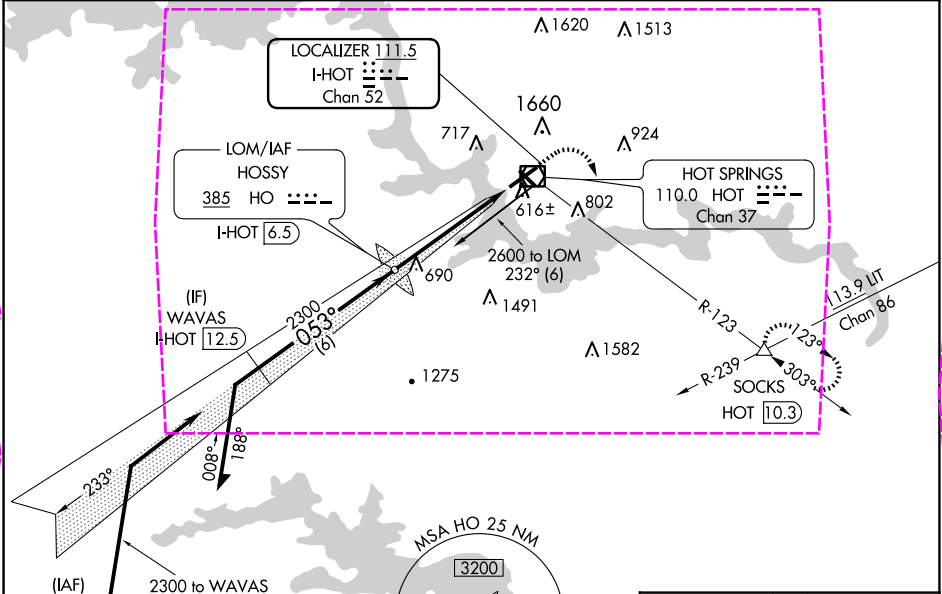 1620
1513
LOCALIZER 111.5
I-HOT
Chan 52
1660
717
924
LOM/IAF
HOSSY
385 HO
I-HOT 6.5
HOT SPRINGS
110.0 HOT
Chan 37
616±
802
2600 to LOM
232° (6)
690
(IF)
WAVAS
I-HOT 12.5
2300
053°
(6)
1491
R-123
113.9 LIT
Chan 86
1582
123°
R-239
303°
SOCKS
HOT 10.3
1275
008°
188°
233°
MSA HO 25 NM
3200
(IAF)
2300 to WAVAS